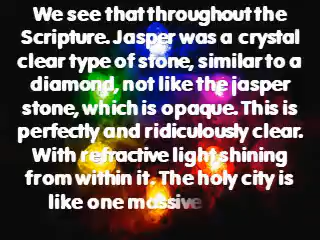 We see that throughout the
Scripture. Jasper was a crystal
clear type of stone, similar to a
diamond, not like the jasper
stone, which is opaque. This is
perfectly and ridiculously clear.
With refractive light shining
from within it. The holy city is
like one massive